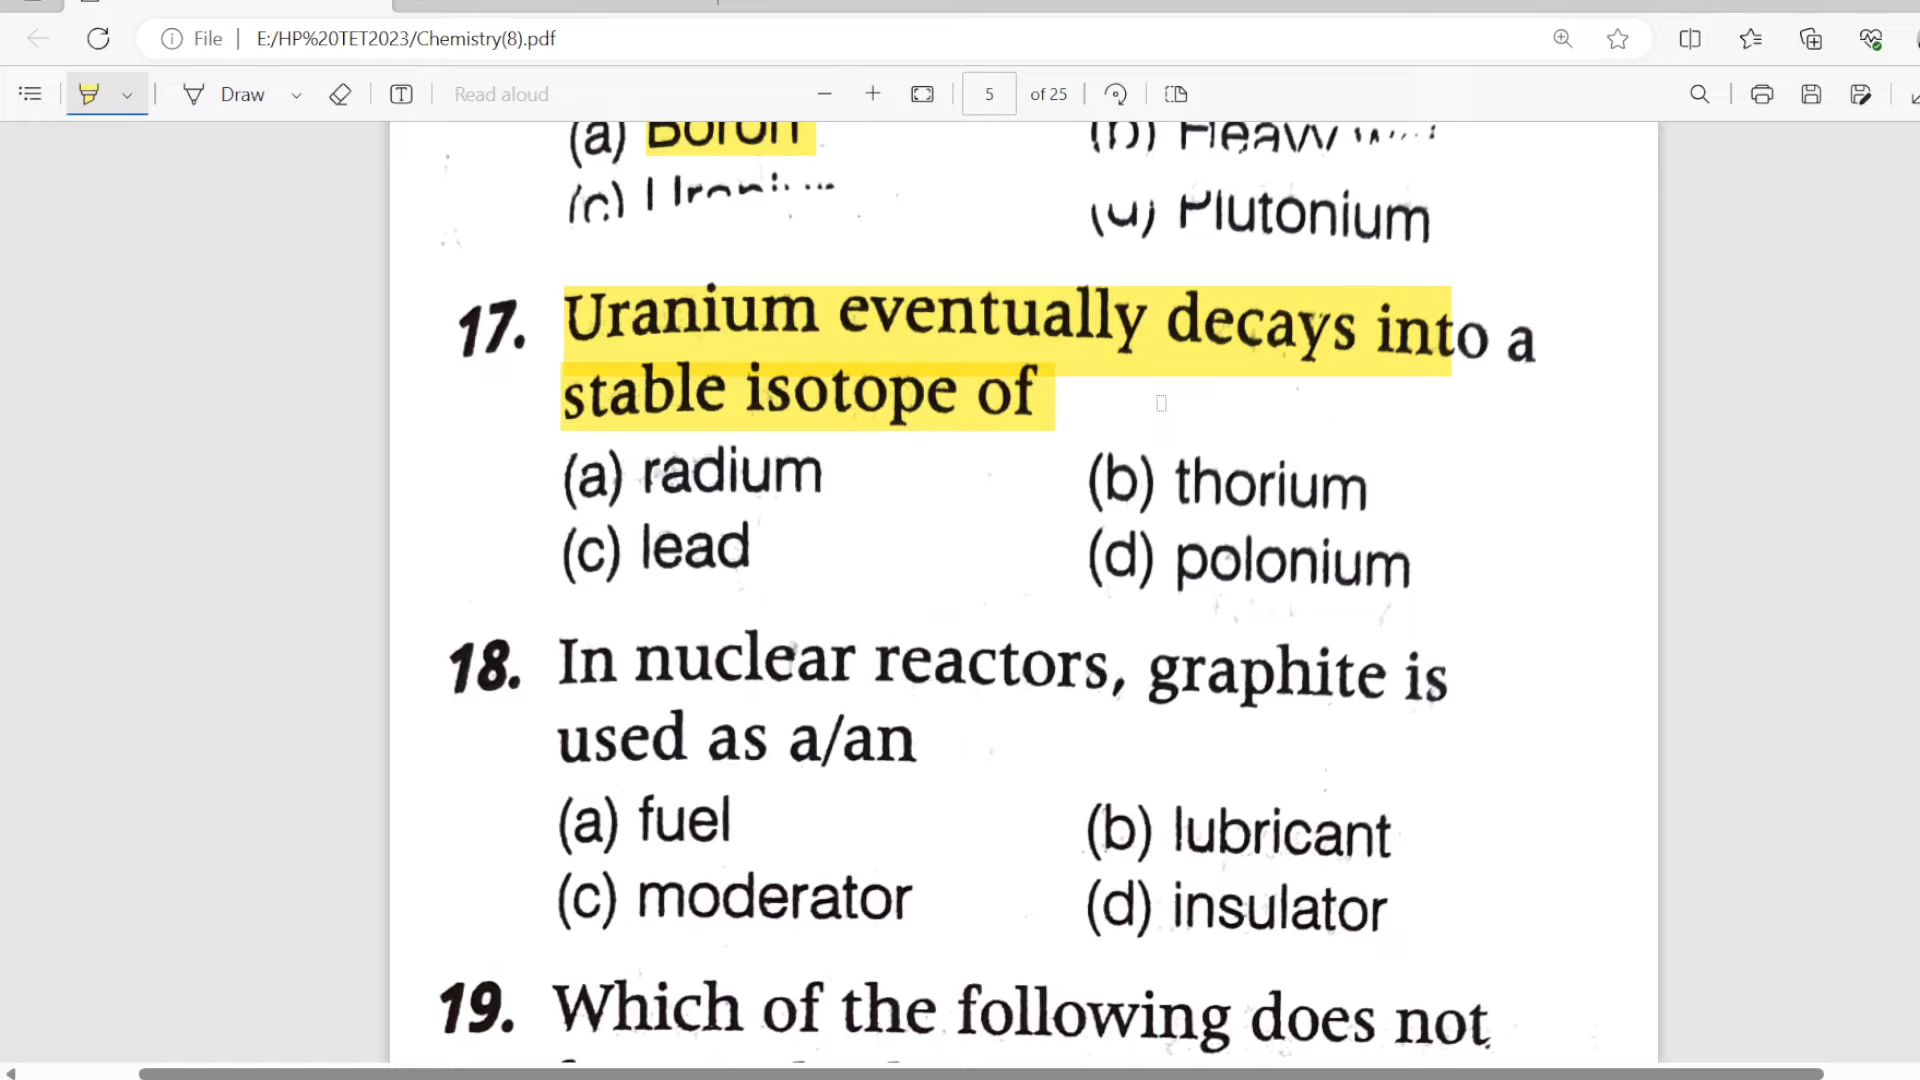 File
E:/HP%20TET2023/Chemistry(8).pdf
Draw
Read aloud
5 of 25
(a) Boron
(b) Heavy
(c)
(d) Plutonium
17. Uranium eventually decays into a
stable isotope of
(a) radium (b) thorium
(c) lead (d) polonium
18. In nuclear reactors, graphite is
used as a/an
(a) fuel (b) lubricant
(c) moderator (d) insulator
19. Which of the following does not